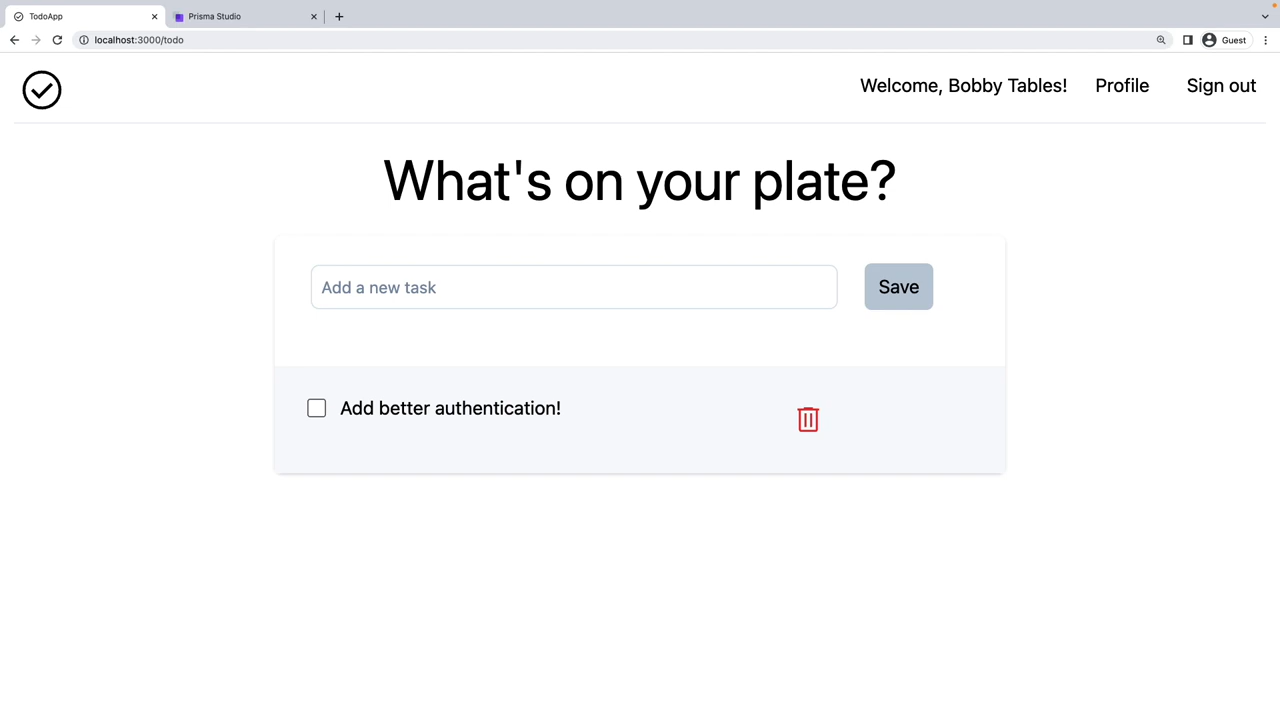 TodoApp
Prisma Studio
localhost:3000/todo
Guest
Welcome, Bobby Tables!
Profile
Sign out
What's on your plate?
Add a new task
Save
Add better authentication!